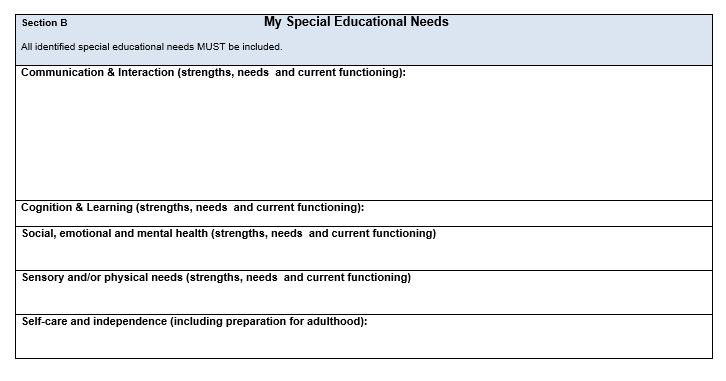 Section B
My Special Educational Needs
All identified special educational needs MUST be included.
Communication & Interaction (strengths, needs  and current functioning):
Cognition & Learning (strengths, needs  and current functioning):
Social, emotional and mental health (strengths, needs  and current functioning)
Sensory and/or physical needs (strengths, needs  and current functioning)
Self-care and independence (including preparation for adulthood):